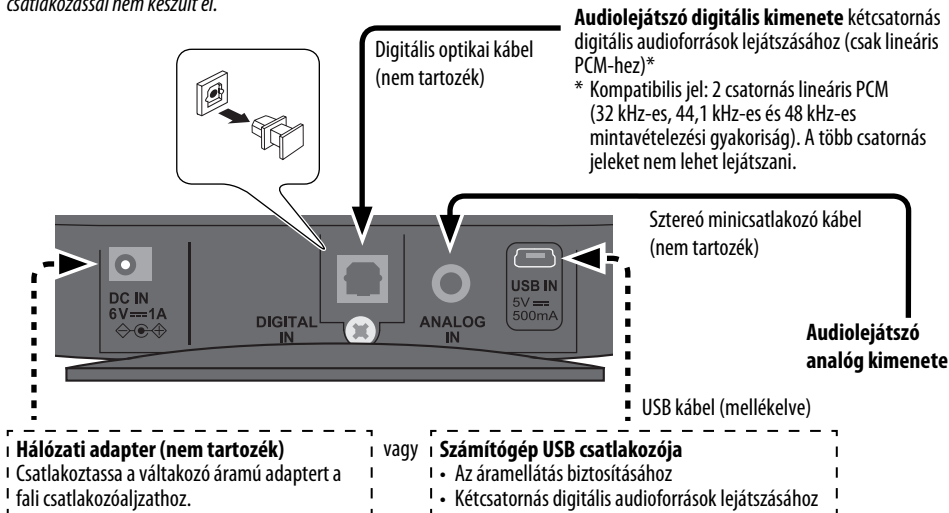 csatlakozással nem készült el.
Digitális optikai kábel
(nem tartozék)
Audiolejátszó digitális kimenete kétcsatornás
digitális audioforrások lejátszásához (csak lineáris
PCM-hez)*
* Kompatibilis jel: 2 csatornás lineáris PCM
(32 kHz-es, 44,1 kHz-es és 48 kHz-es
mintavételezési gyakoriság). A több csatornás
jeleket nem lehet lejátszani.
Sztereó minicsatlakozó kábel
(nem tartozék)
DC IN
6V⎓1A
DIGITAL
IN
ANALOG
IN
USB IN
5V⎓
500mA
Audiolejátszó
analóg kimenete
USB kábel (mellékelve)
Hálózati adapter (nem tartozék)
Csatlakoztassa a váltakozó áramú adaptert a
fali csatlakozóaljzathoz.
vagy
Számítógép USB csatlakozója
• Az áramellátás biztosításához
• Kétcsatornás digitális audioforrások lejátszásához